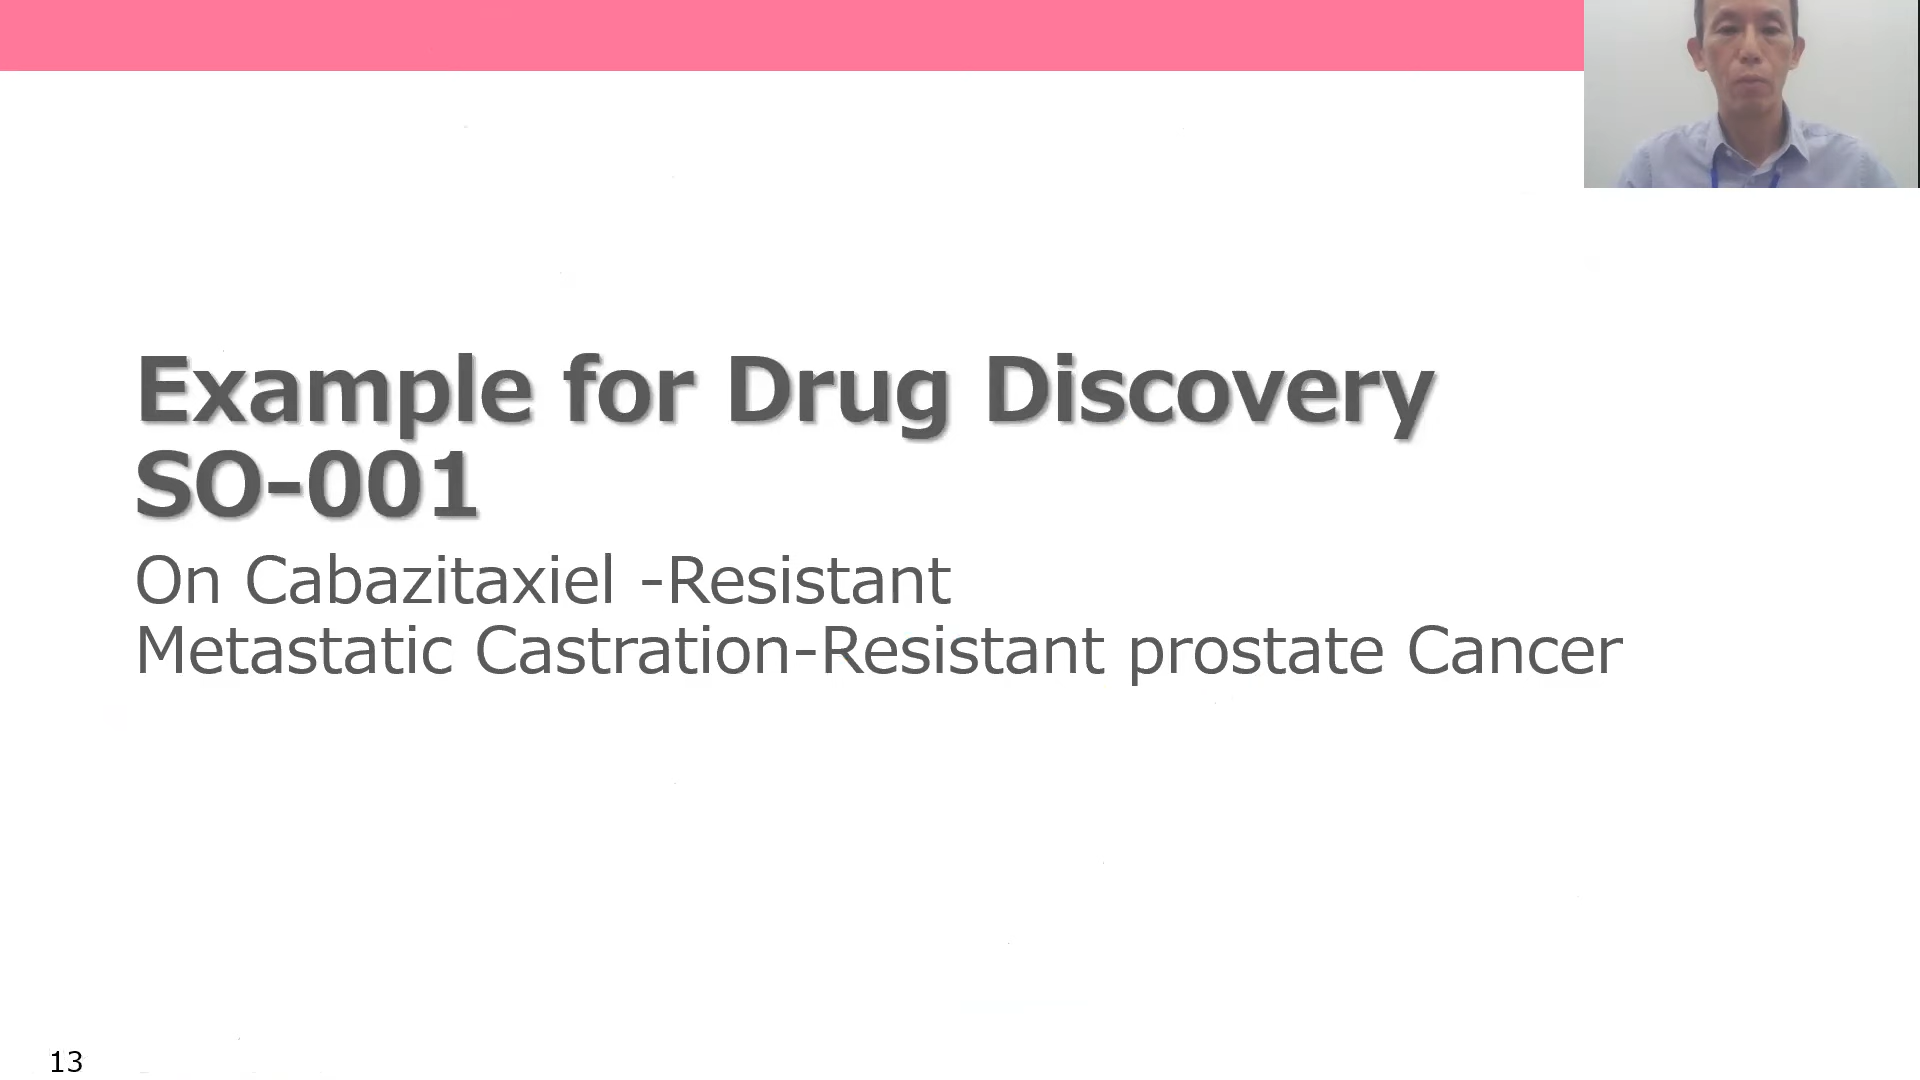 Example for Drug Discovery
SO-001
On Cabazitaxiel -Resistant
Metastatic Castration-Resistant prostate Cancer
13